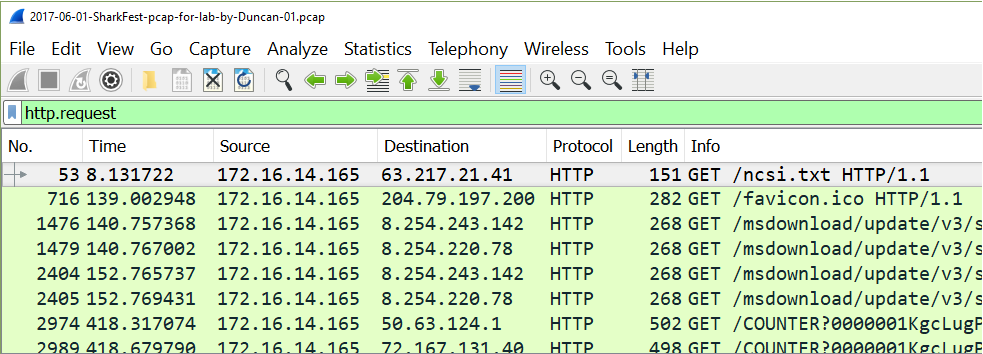 2017-06-01-SharkFest-pcap-for-lab-by-Duncan-01.pcap
File Edit View Go Capture Analyze Statistics Telephony Wireless Tools Help
http.request
No. Time Source Destination Protocol Length Info
53 8.131722 172.16.14.165 63.217.21.41 HTTP 151 GET /ncsi.txt HTTP/1.1
716 139.002948 172.16.14.165 204.79.197.200 HTTP 282 GET /favicon.ico HTTP/1.1
1476 140.757368 172.16.14.165 8.254.243.142 HTTP 268 GET /msdownload/update/v3/s
1479 140.767002 172.16.14.165 8.254.220.78 HTTP 268 GET /msdownload/update/v3/s
2404 152.765737 172.16.14.165 8.254.243.142 HTTP 268 GET /msdownload/update/v3/s
2405 152.769431 172.16.14.165 8.254.220.78 HTTP 268 GET /msdownload/update/v3/s
2974 418.317074 172.16.14.165 50.63.124.1 HTTP 502 GET /COUNTER?0000001KgcLugP
2989 418.679790 172.16.14.165 72.167.131.40 HTTP 498 GET /COUNTER?0000001KgcLugP